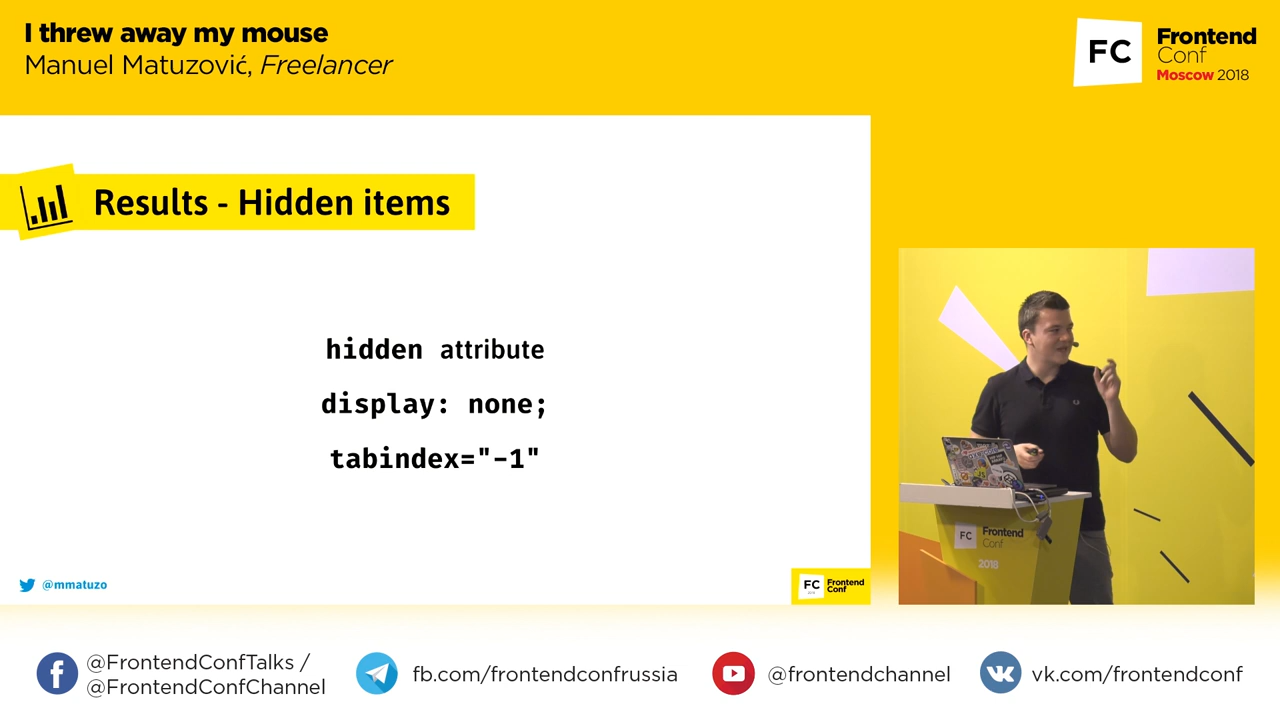 I threw away my mouse
Manuel Matuzović, Freelancer
FC
Frontend
Conf
Moscow 2018
Results - Hidden items
hidden attribute
display: none;
tabindex="-1"
@mmatuzo
FC
Frontend
Conf
FC
Frontend
Conf
2018
@FrontendConfTalks /
@FrontendConfChannel
fb.com/frontendconfrussia
@frontendchannel
vk.com/frontendconf